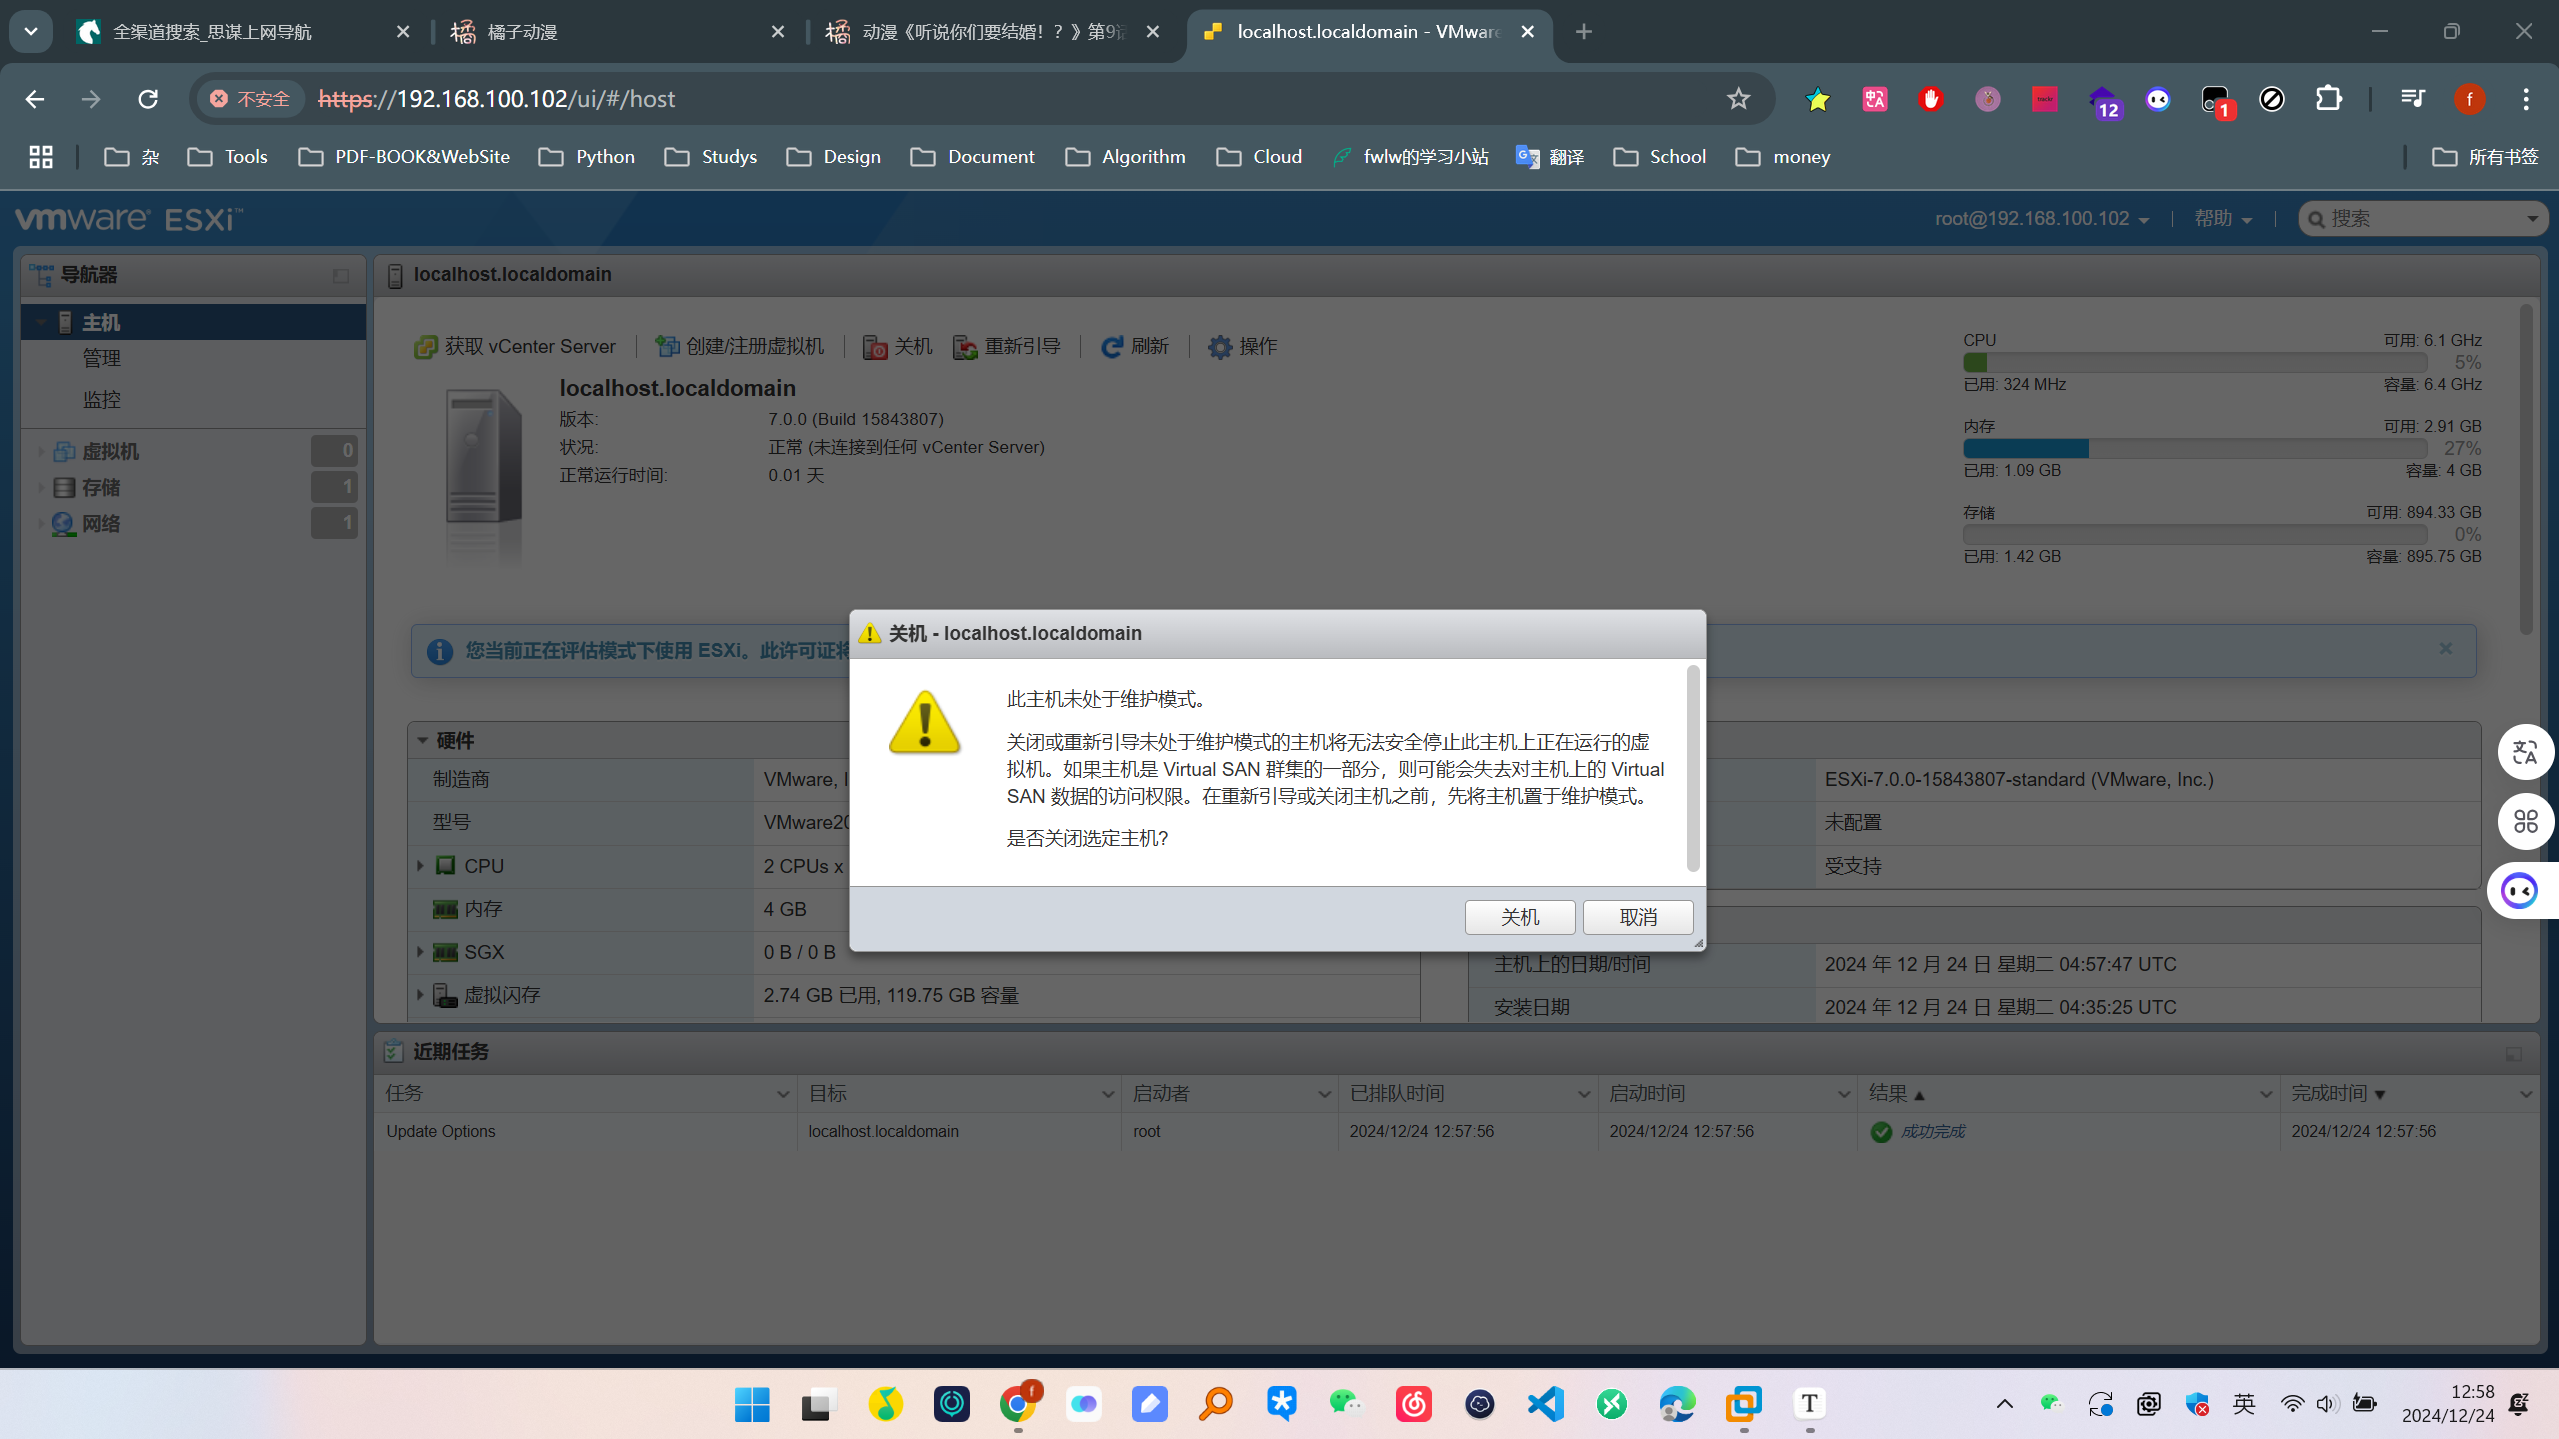 全渠道搜索_思谋上网导航
橘子动漫
动漫《听说你们要结婚！？》第9话
localhost.localdomain - VMware
不安全
https://192.168.100.102/ui/#/host
12
1
f
杂
Tools
PDF-BOOK&WebSite
Python
Studys
Design
Document
Algorithm
Cloud
fwlw的学习小站
翻译
School
money
所有书签
vmware ESXi™
root@192.168.100.102
帮助
搜索
导航器
主机
管理
监控
虚拟机
0
存储
1
网络
1
localhost.localdomain
获取 vCenter Server
创建/注册虚拟机
关机
重新引导
刷新
操作
localhost.localdomain
版本:
7.0.0 (Build 15843807)
状况:
正常 (未连接到任何 vCenter Server)
正常运行时间:
0.01 天
CPU
可用: 6.1 GHz
5%
已用: 324 MHz
容量: 6.4 GHz
内存
可用: 2.91 GB
27%
已用: 1.09 GB
容量: 4 GB
存储
可用: 894.33 GB
0%
已用: 1.42 GB
容量: 895.75 GB
您当前正在评估模式下使用 ESXi。此许可证将
关机 - localhost.localdomain
此主机未处于维护模式。
关闭或重新引导未处于维护模式的主机将无法安全停止此主机上正在运行的虚
拟机。如果主机是 Virtual SAN 群集的一部分，则可能会失去对主机上的 Virtual
SAN 数据的访问权限。在重新引导或关闭主机之前，先将主机置于维护模式。
是否关闭选定主机?
关机
取消
硬件
制造商
VMware, I
型号
VMware20
CPU
2 CPUs x
内存
4 GB
SGX
0 B / 0 B
虚拟闪存
2.74 GB 已用, 119.75 GB 容量
ESXi-7.0.0-15843807-standard (VMware, Inc.)
未配置
受支持
主机上的日期/时间
2024 年 12 月 24 日 星期二 04:57:47 UTC
安装日期
2024 年 12 月 24 日 星期二 04:35:25 UTC
近期任务
任务
目标
启动者
已排队时间
启动时间
结果
完成时间
Update Options
localhost.localdomain
root
2024/12/24 12:57:56
2024/12/24 12:57:56
成功完成
2024/12/24 12:57:56
f
T
英
12:58
2024/12/24